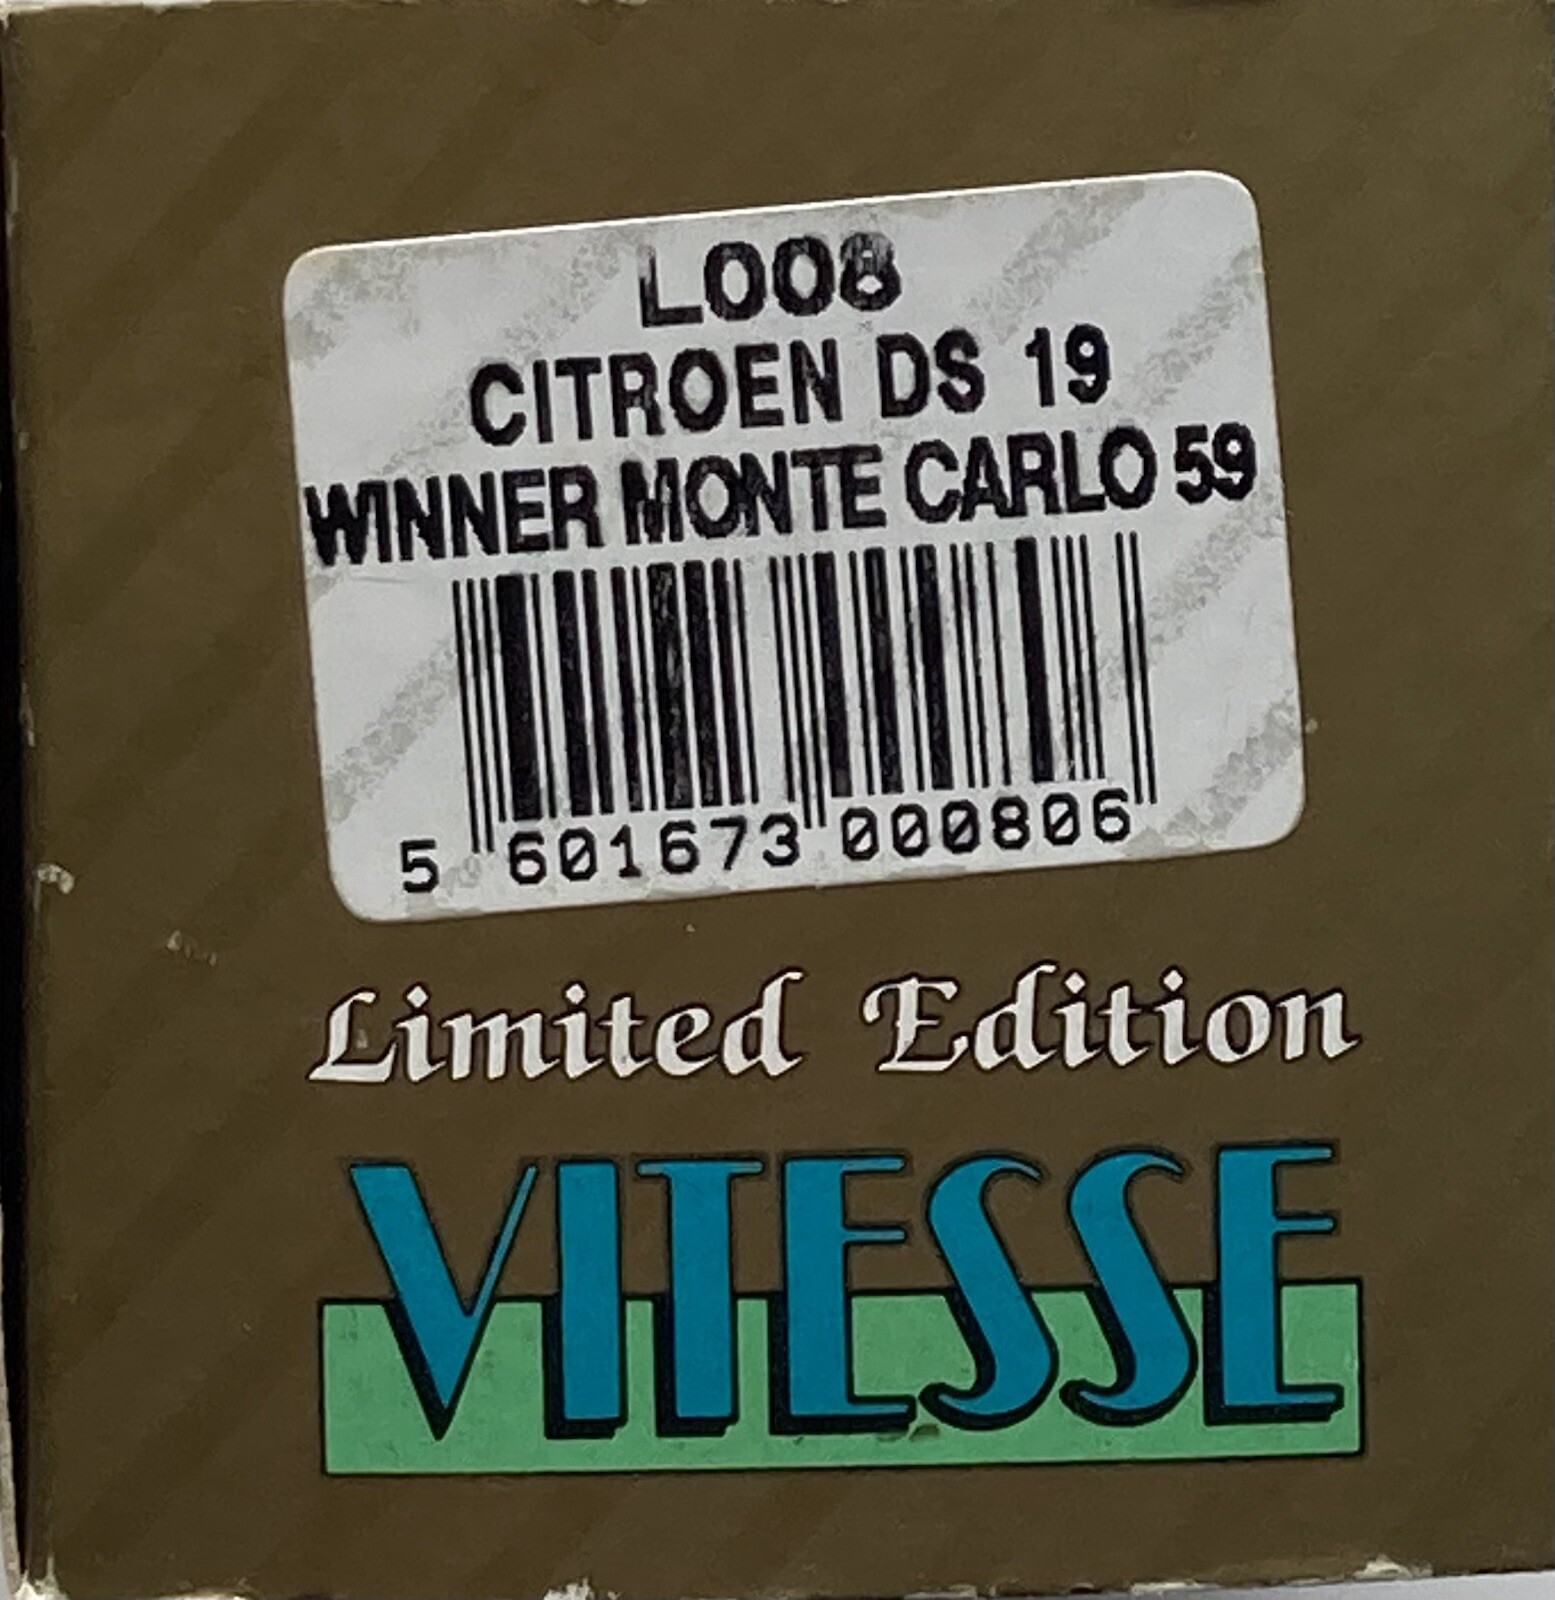 L008
CITROEN DS 19
WINNER MONTE CARLO 59
5 601673 000806
Limited Edition
VITESSE